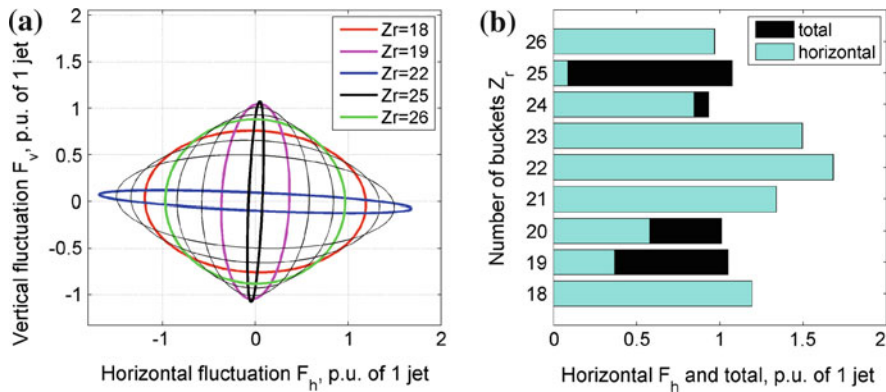 (a)
Vertical fluctuation F_v, p.u. of 1 jet
2
1.5
1
0.5
0
-0.5
-1
Zr=18
Zr=19
Zr=22
Zr=25
Zr=26
-1 0 1 2
Horizontal fluctuation F_h, p.u. of 1 jet
(b)
Number of buckets Z_r
26
25
24
23
22
21
20
19
18
total
horizontal
0 0.5 1 1.5 2
Horizontal F_h and total, p.u. of 1 jet